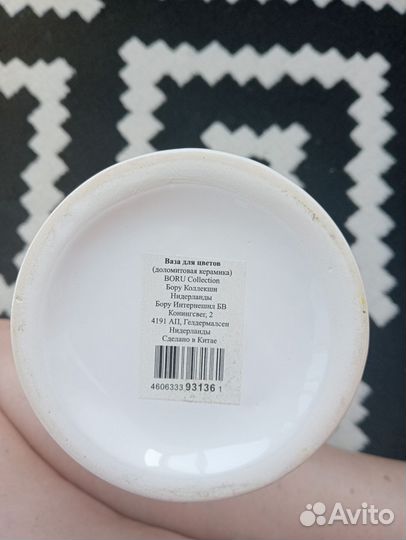 Ваза для цветов
(доломитовая керамика)
BORU Collection
Бору Коллекшн
Нидерланды
Бору Интернешнл БВ
Конингсвег, 2
4191 АП, Гелдермалсен
Нидерланды
Сделано в Китае
4606333 93136 1
Avito